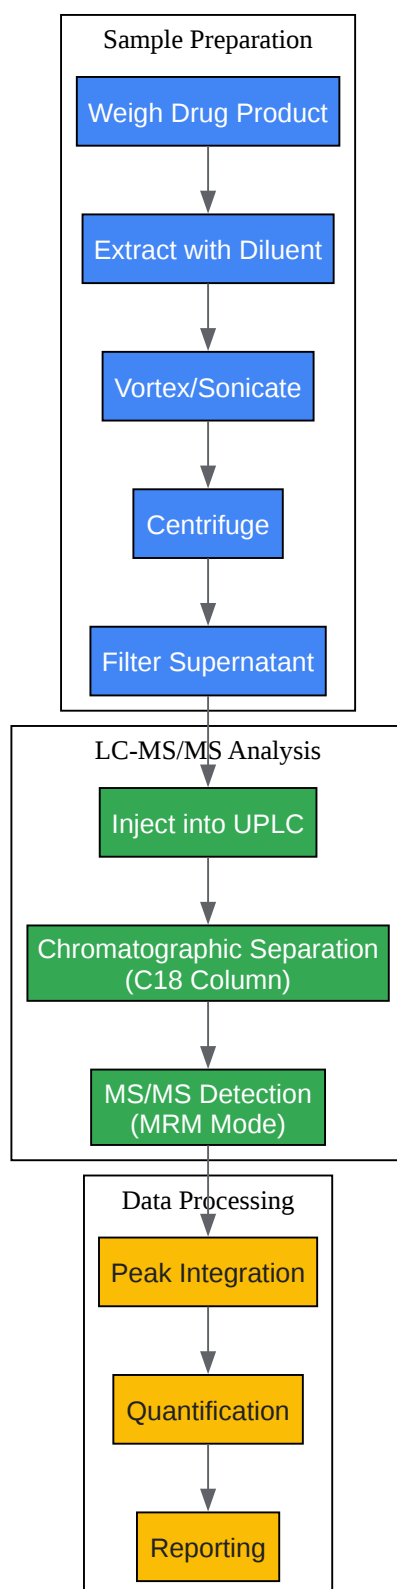 Sample Preparation
Weigh Drug Product
Extract with Diluent
Vortex/Sonicate
Centrifuge
Filter Supernatant
LC-MS/MS Analysis
Inject into UPLC
Chromatographic Separation
(C18 Column)
MS/MS Detection
(MRM Mode)
Data Processing
Peak Integration
Quantification
Reporting